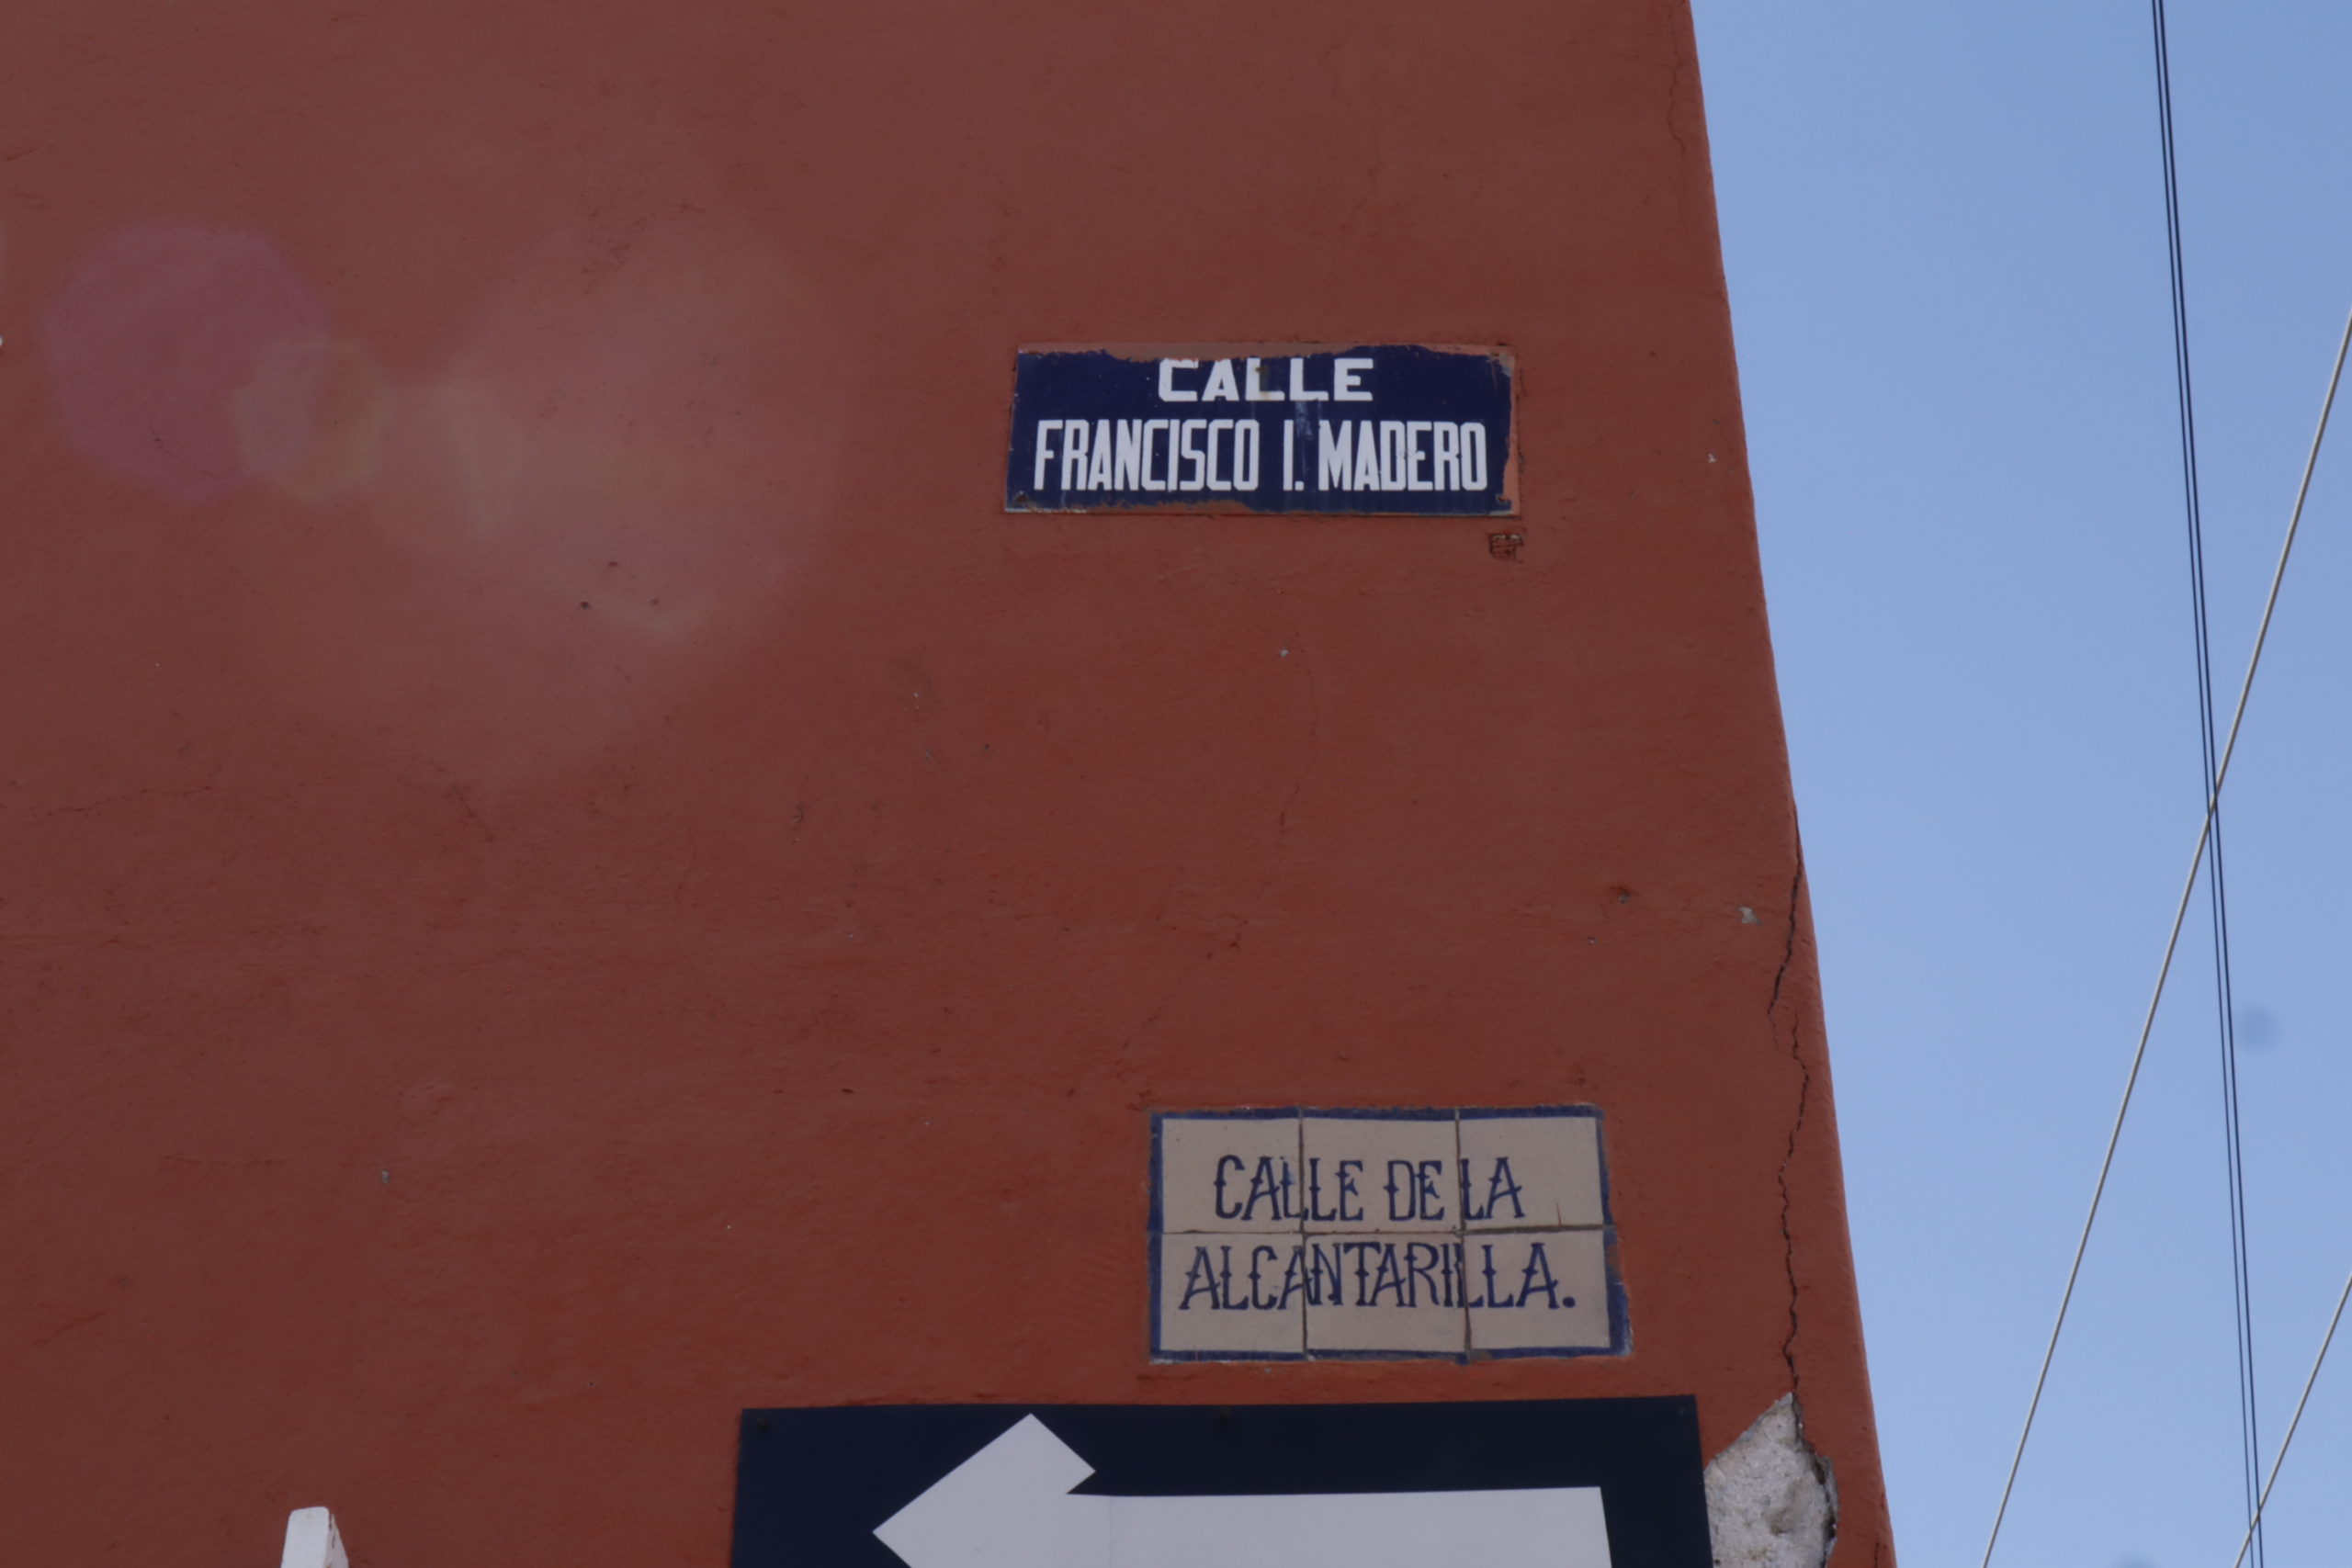 CALLE
FRANCISCO I. MADERO
CALLE DE LA
ALCANTARILLA.